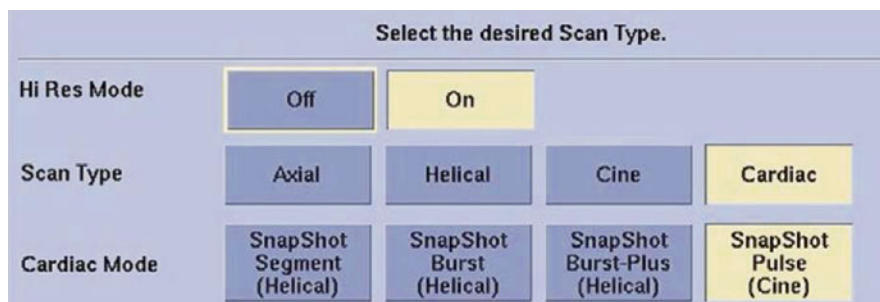 Select the desired Scan Type.
Hi Res Mode
Off
On
Scan Type
Axial
Helical
Cine
Cardiac
Cardiac Mode
SnapShot
Segment
(Helical)
SnapShot
Burst
(Helical)
SnapShot
Burst-Plus
(Helical)
SnapShot
Pulse
(Cine)